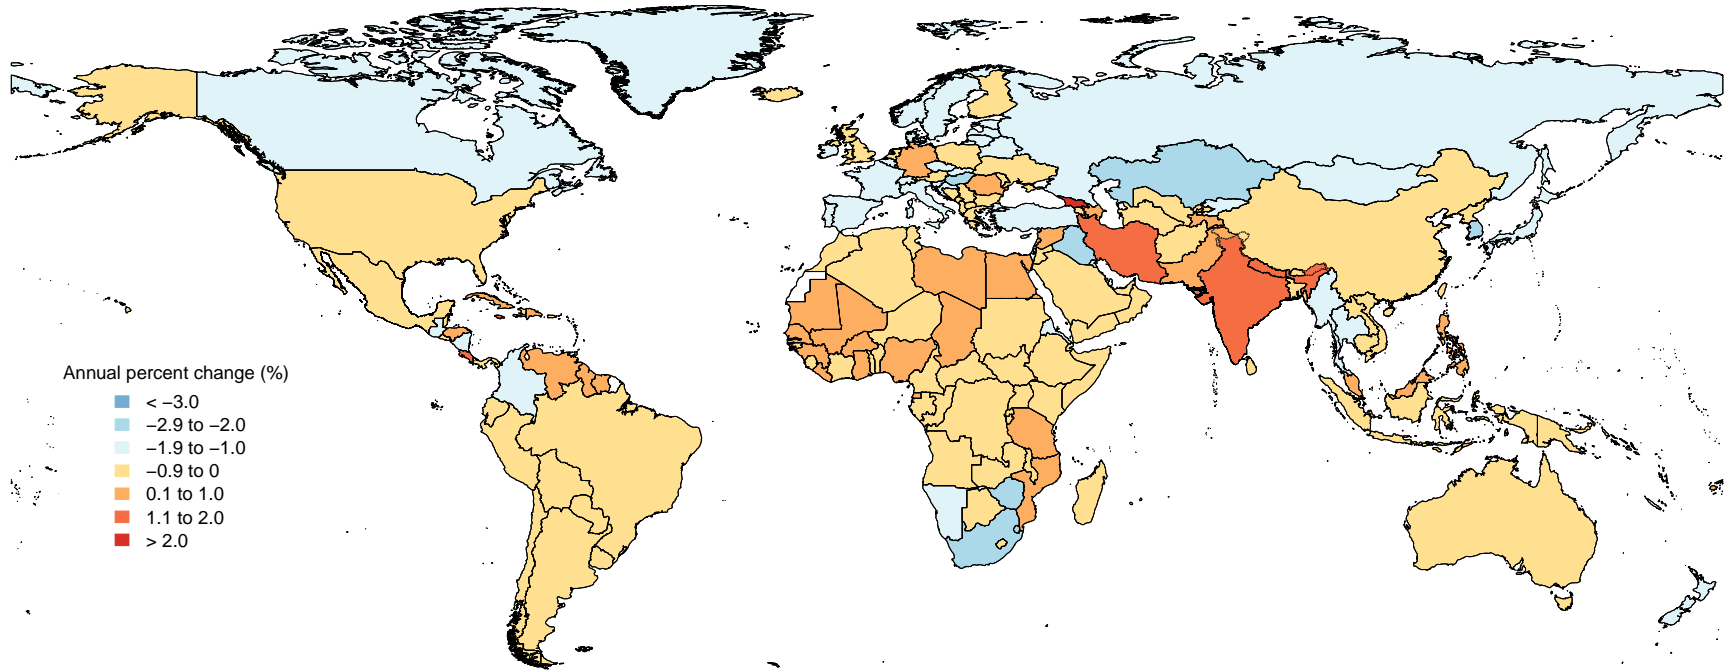 Annual percent change (%)
< −3.0
−2.9 to −2.0
−1.9 to −1.0
−0.9 to 0
0.1 to 1.0
1.1 to 2.0
> 2.0